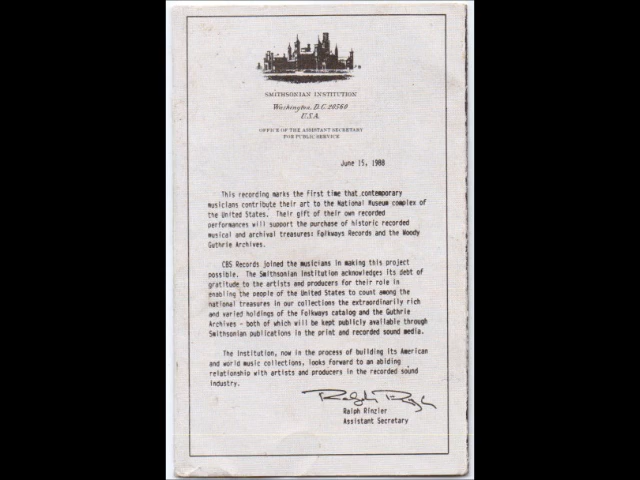 SMITHSONIAN INSTITUTION
Washington, D.C. 20560
U.S.A.
OFFICE OF THE ASSISTANT SECRETARY
FOR PUBLIC SERVICE
June 15, 1988
This recording marks the first time that contemporary
musicians contribute their art to the National Museum complex of
the United States. Their gift of their own recorded
performances will support the purchase of historic recorded
musical and archival treasures: Folkways Records and the Woody
Guthrie Archives.
CBS Records joined the musicians in making this project
possible. The Smithsonian Institution acknowledges its debt of
gratitude to the artists and producers for their role in
enabling the people of the United States to count among the
national treasures in our collections the extraordinarily rich
and varied holdings of the Folkways catalog and the Guthrie
Archives - both of which will be kept publicly available through
Smithsonian publications in the print and recorded sound media.
The Institution, now in the process of building its American
and world music collections, looks forward to an abiding
relationship with artists and producers in the recorded sound
industry.
Ralph Rinzler
Assistant Secretary